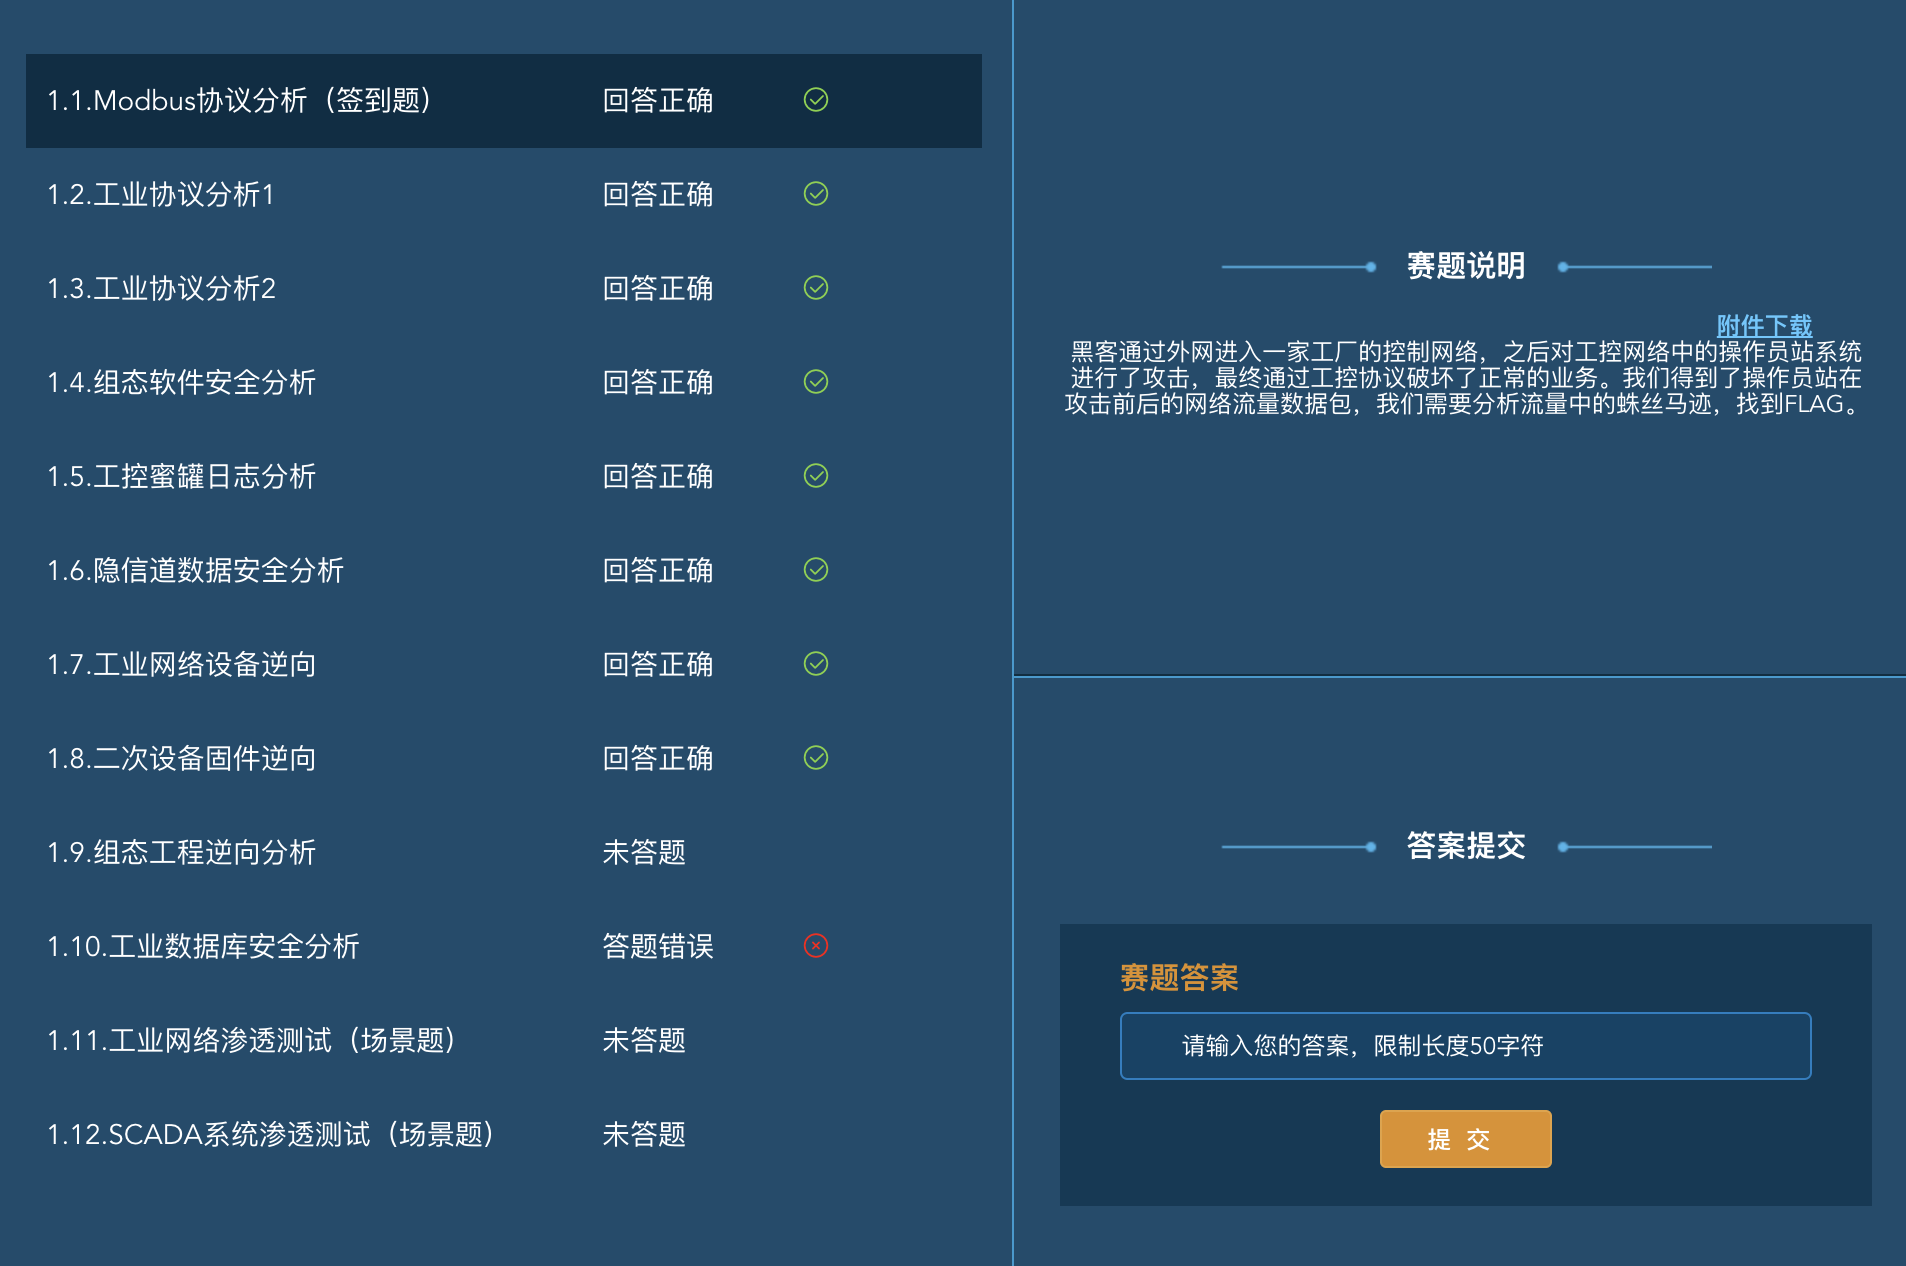 1.1.Modbus协议分析（签到题） 回答正确
1.2.工业协议分析1 回答正确
1.3.工业协议分析2 回答正确
1.4.组态软件安全分析 回答正确
1.5.工控蜜罐日志分析 回答正确
1.6.隐信道数据安全分析 回答正确
1.7.工业网络设备逆向 回答正确
1.8.二次设备固件逆向 回答正确
1.9.组态工程逆向分析 未答题
1.10.工业数据库安全分析 答题错误
1.11.工业网络渗透测试（场景题） 未答题
1.12.SCADA系统渗透测试（场景题） 未答题
赛题说明
附件下载
黑客通过外网进入一家工厂的控制网络，之后对工控网络中的操作员站系统
进行了攻击，最终通过工控协议破坏了正常的业务。我们得到了操作员站在
攻击前后的网络流量数据包，我们需要分析流量中的蛛丝马迹，找到FLAG。
答案提交
赛题答案
请输入您的答案，限制长度50字符
提 交